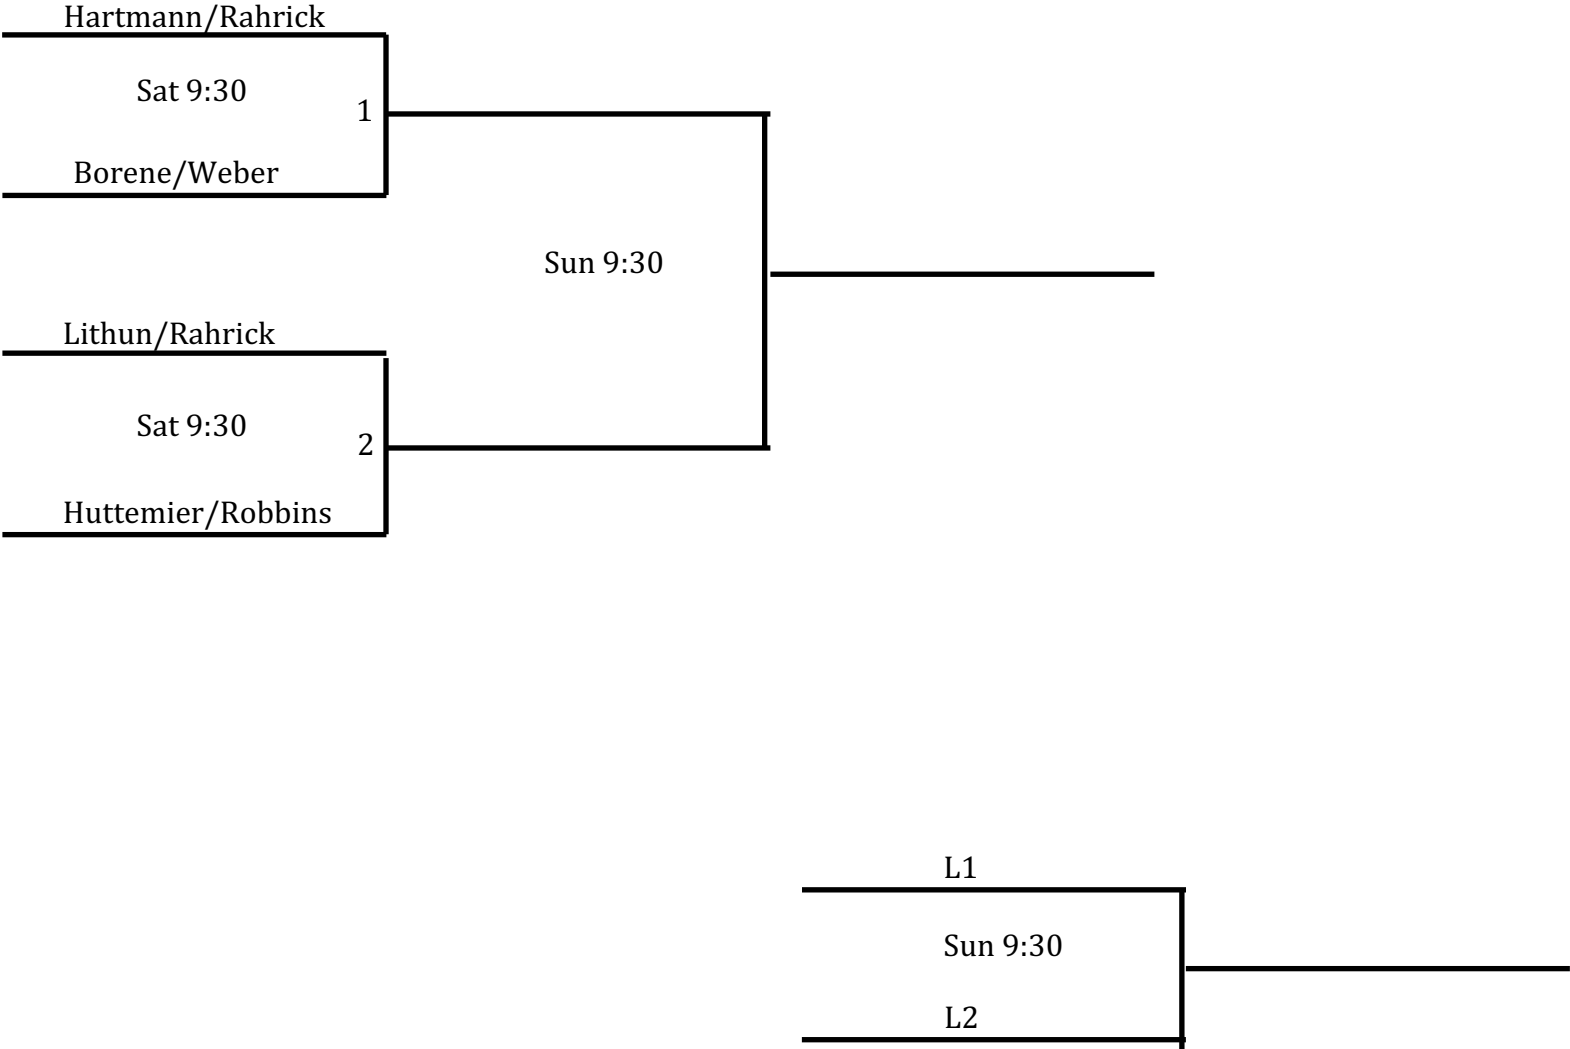 Hartmann/Rahrick
Sat 9:30
1
Borene/Weber
Sun 9:30
Lithun/Rahrick
Sat 9:30
2
Huttemier/Robbins
L1
Sun 9:30
L2